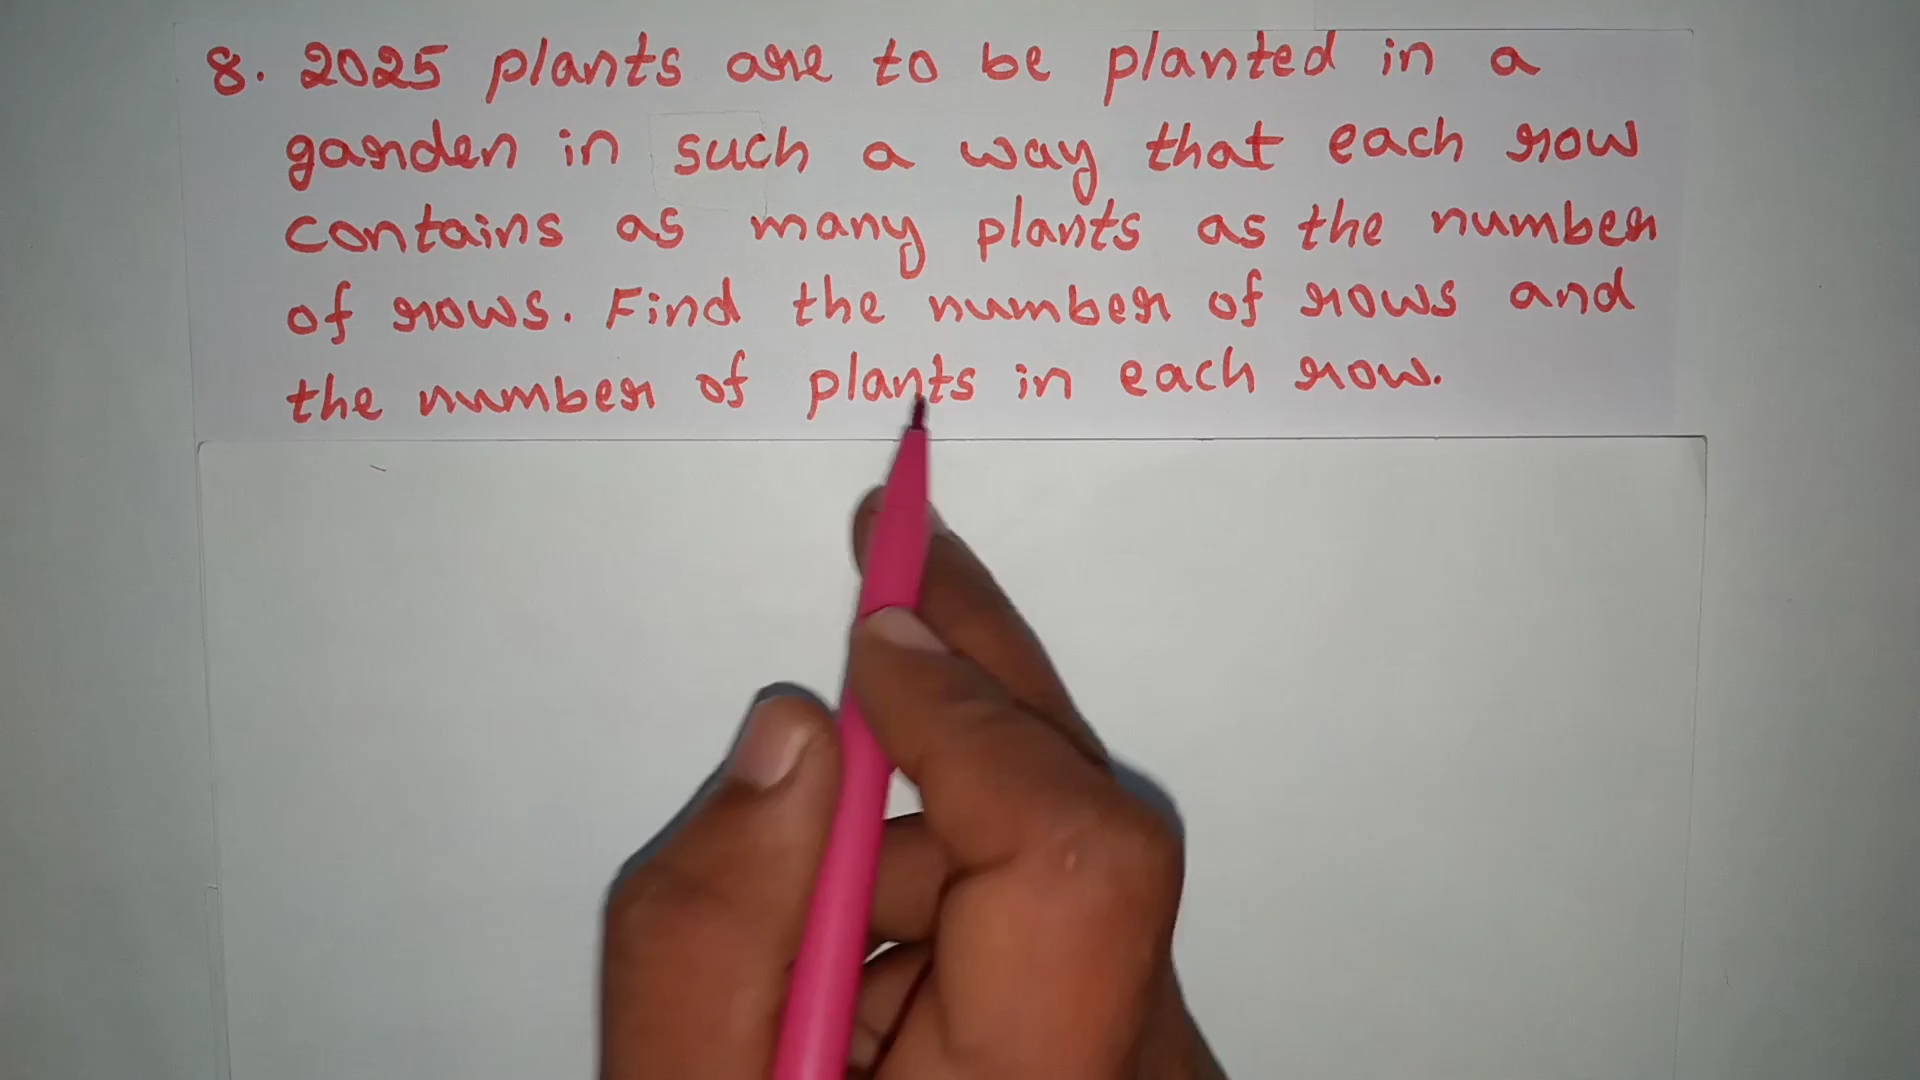 8. 2025 plants are to be planted in a
garden in such a way that each row
contains as many plants as the number
of rows. Find the number of rows and
the number of plants in each row.